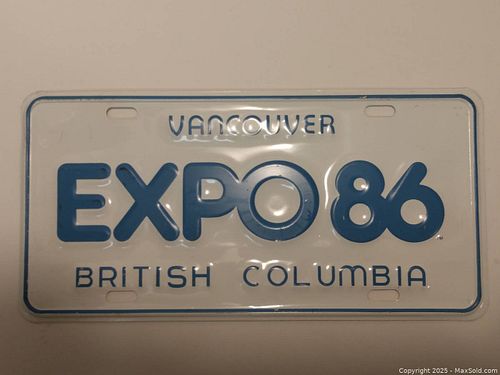 VANCOUVER
EXPO 86
BRITISH COLUMBIA
Copyright 2025 - MaxSold.com